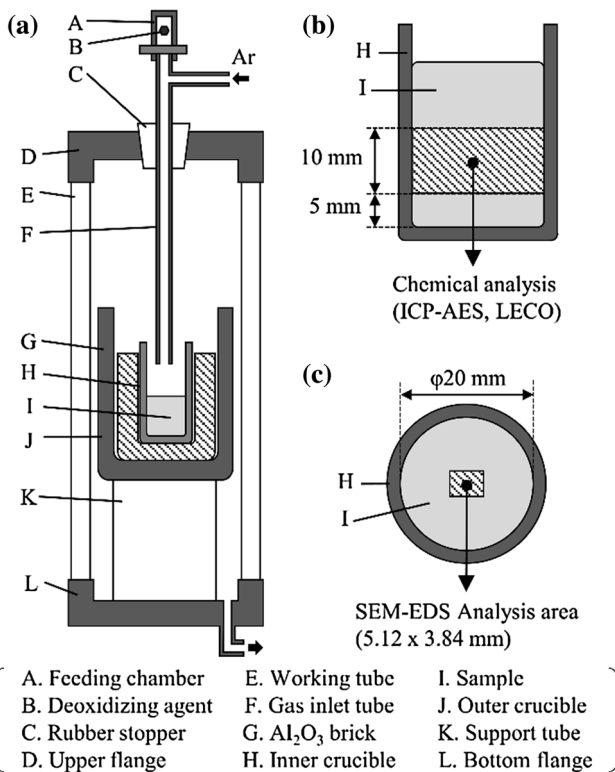 (a)
A
B
C
Ar
D
E
F
G
H
I
J
K
L
(b)
H
I
10 mm
5 mm
Chemical analysis
(ICP-AES, LECO)
(c)
φ20 mm
H
I
SEM-EDS Analysis area
(5.12 x 3.84 mm)
A. Feeding chamber
B. Deoxidizing agent
C. Rubber stopper
D. Upper flange
E. Working tube
F. Gas inlet tube
G. Al₂O₃ brick
H. Inner crucible
I. Sample
J. Outer crucible
K. Support tube
L. Bottom flange